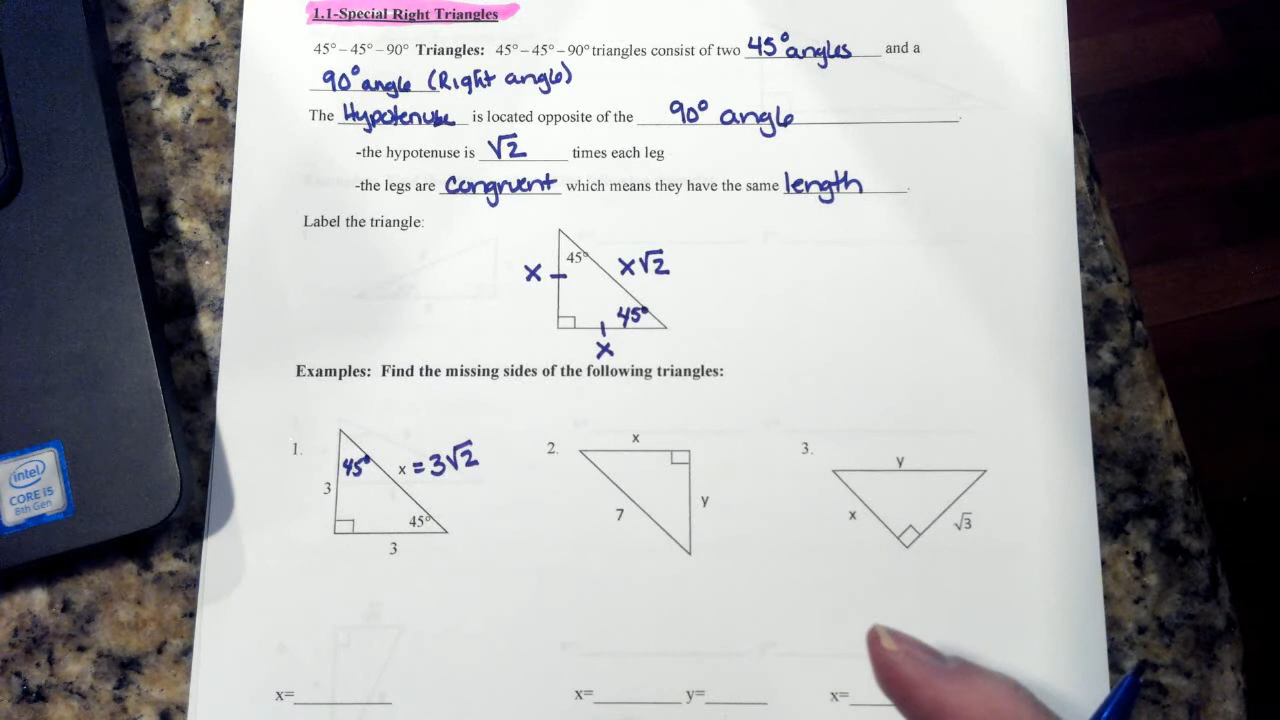 1.1-Special Right Triangles
45°-45°-90° Triangles: 45°-45°-90° triangles consist of two 45° angles and a
90° angle (Right angle)
The Hypotenuse is located opposite of the 90° angle.
-the hypotenuse is √2 times each leg
-the legs are congruent which means they have the same length.
Label the triangle:
45°
x
x√2
45°
x
Examples: Find the missing sides of the following triangles:
1.
45°
x = 3√2
3
45°
3
2.
x
y
7
3.
y
x
√3
x=
x= y=
x=
intel
CORE i5
8th Gen